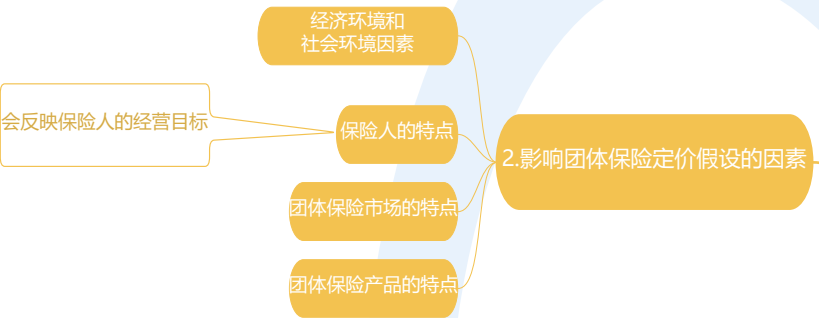 经济环境和
社会环境因素
会反映保险人的经营目标
保险人的特点
2.影响团体保险定价假设的因素
团体保险市场的特点
团体保险产品的特点